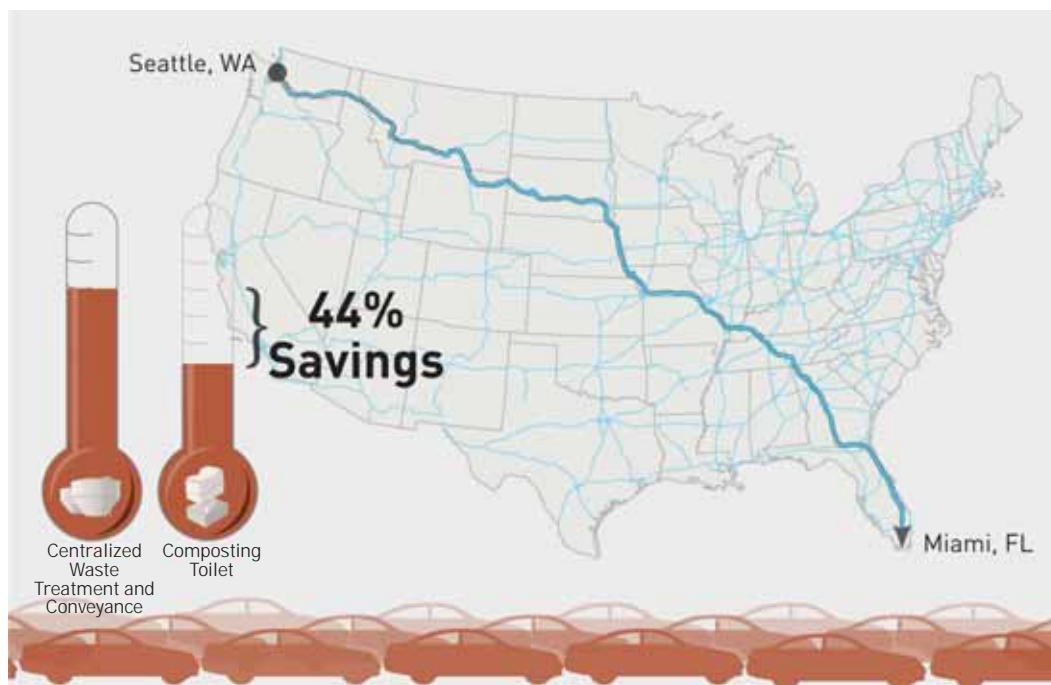 Seattle, WA
44%
Savings
Miami, FL
Centralized
Waste
Treatment and
Conveyance
Composting
Toilet